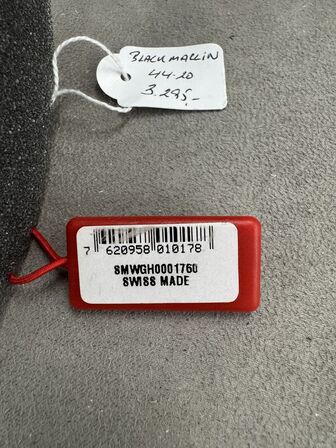 BLACK MARLIN
44-20
3.295,-
7 620958 010178
SMWGH0001760
SWISS MADE